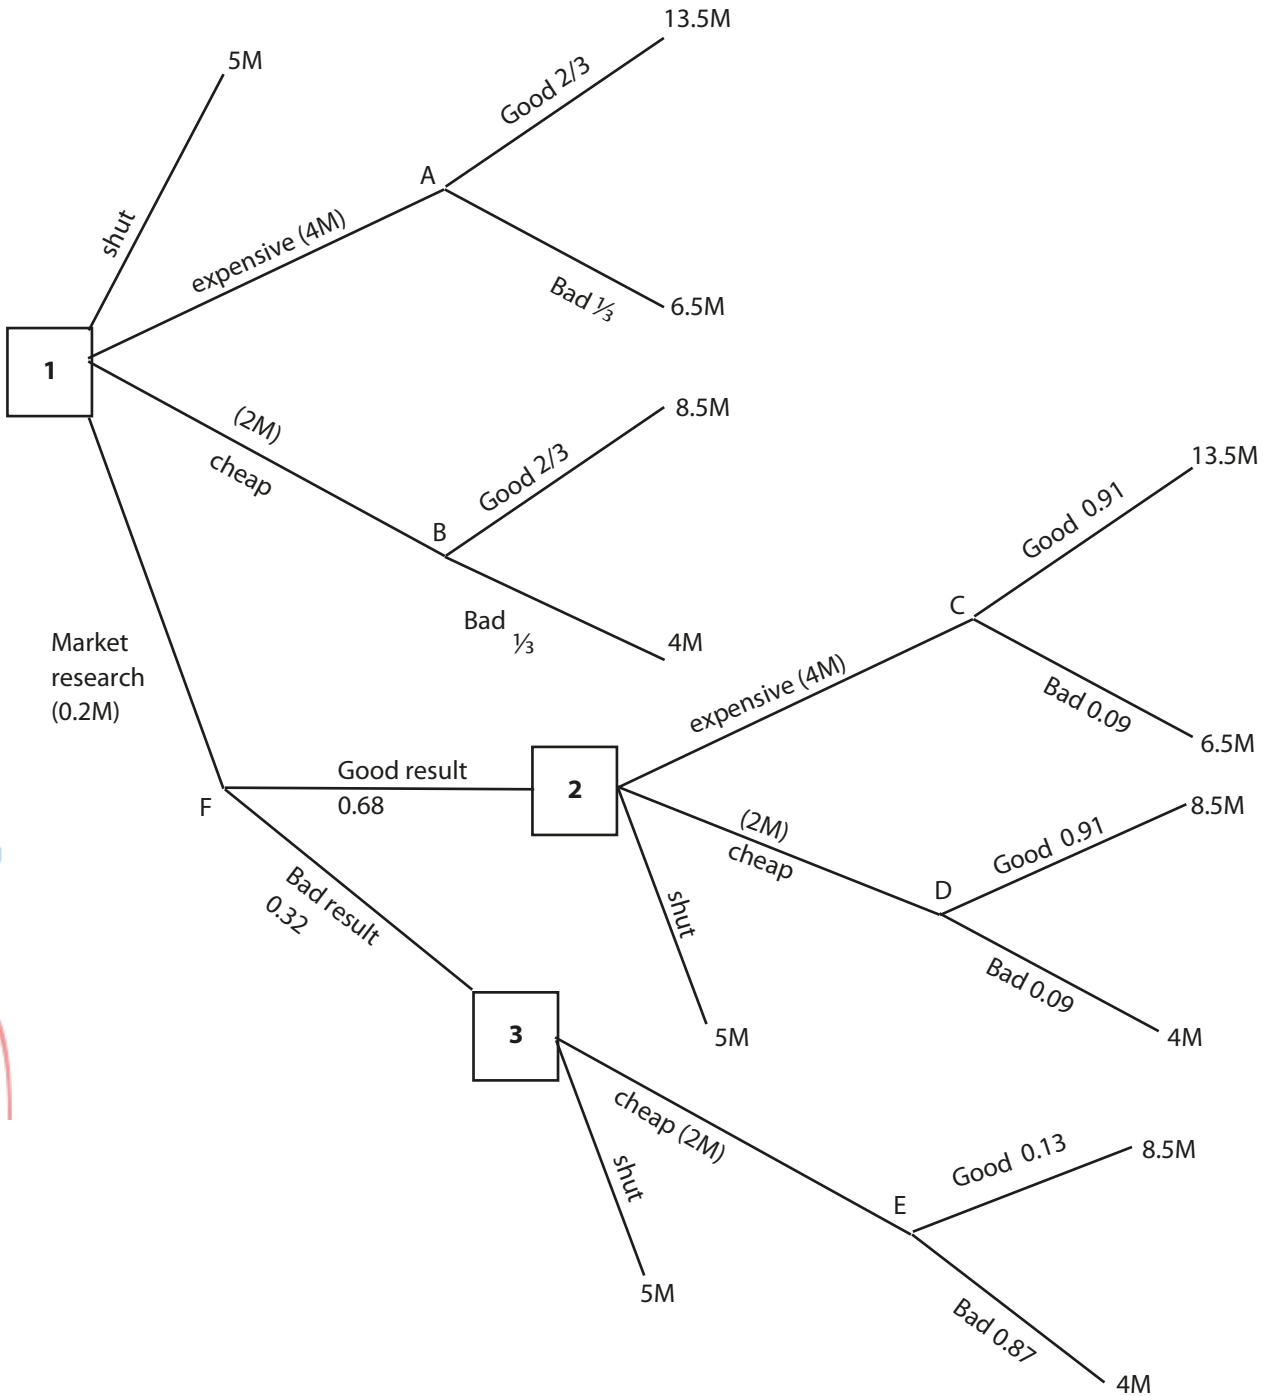 13.5M
5M
Good 2/3
A
shut
expensive (4M)
Bad ⅓
6.5M
1
8.5M
(2M)
cheap
Good 2/3
B
Bad
⅓
4M
Market
research
(0.2M)
13.5M
Good 0.91
C
expensive (4M)
Bad 0.09
6.5M
Good result
0.68
2
F
(2M)
cheap
8.5M
Good 0.91
D
Bad 0.09
4M
shut
5M
Bad result
0.32
3
cheap (2M)
shut
5M
Good 0.13
8.5M
E
Bad 0.87
4M